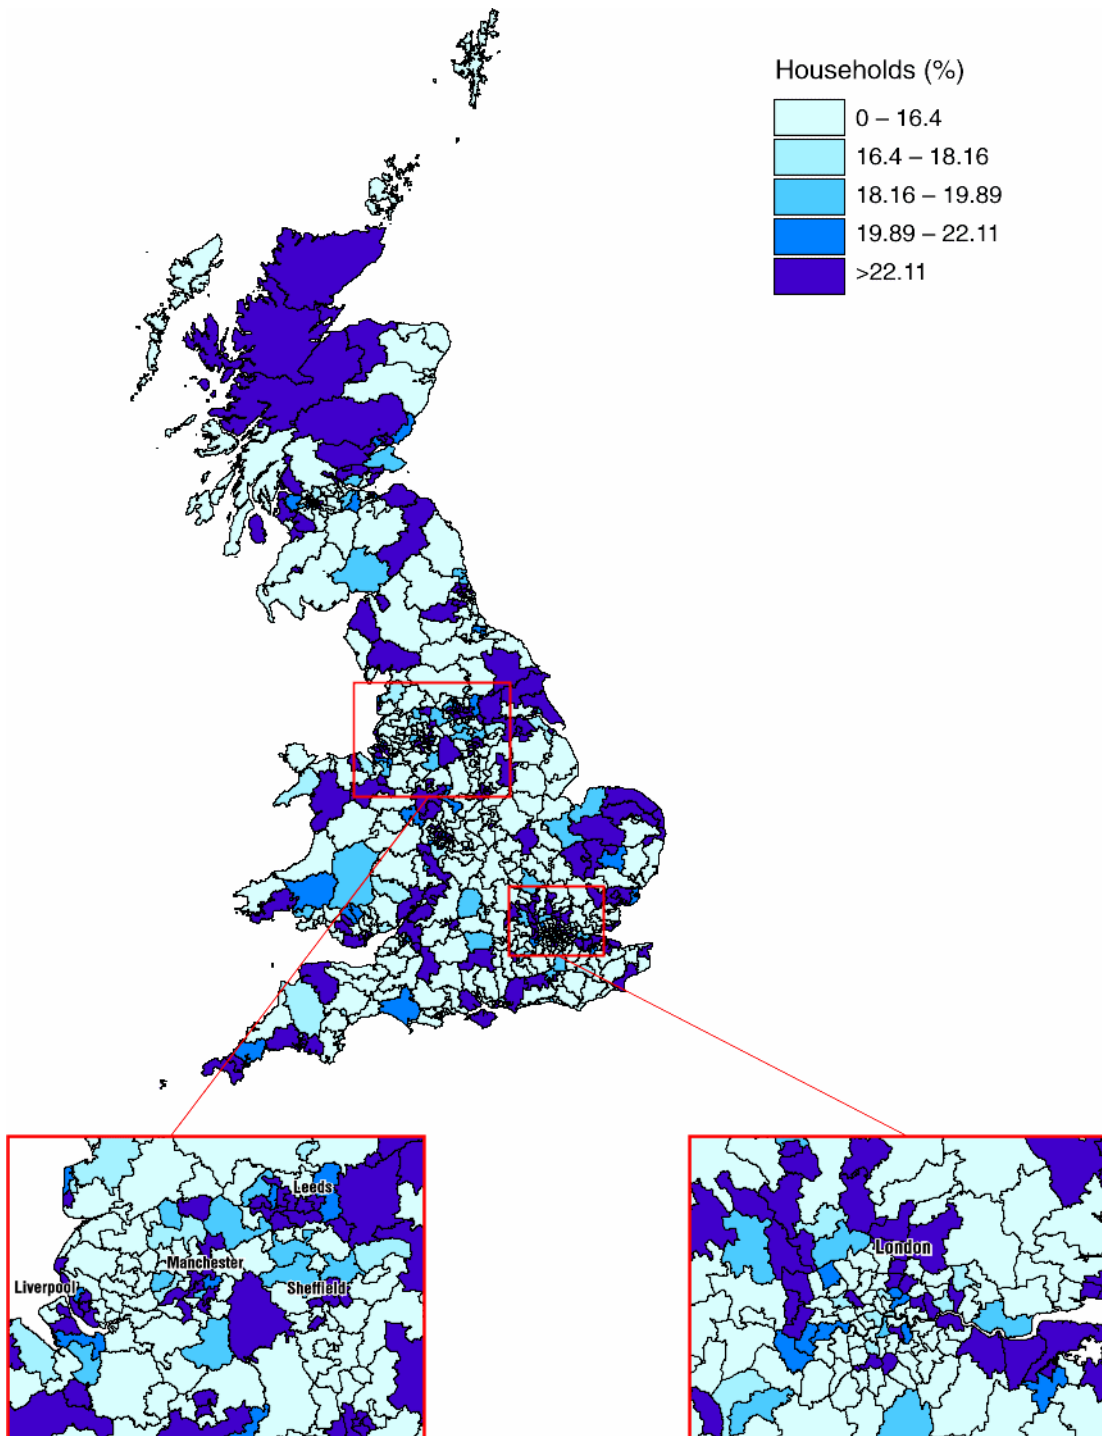 Households (%)
0 – 16.4
16.4 – 18.16
18.16 – 19.89
19.89 – 22.11
>22.11
Leeds
Manchester
Liverpool
Sheffield
London